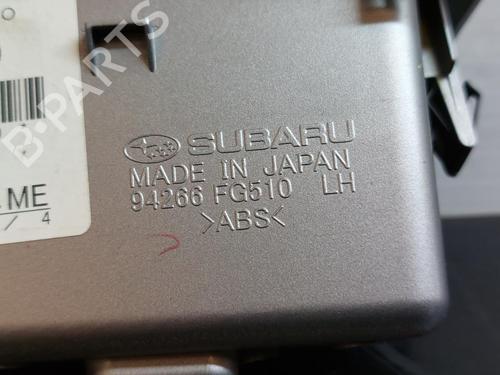 SUBARU
MADE IN JAPAN
94266 FG510 LH
>ABS<
ME
/ 4
B-PARTS